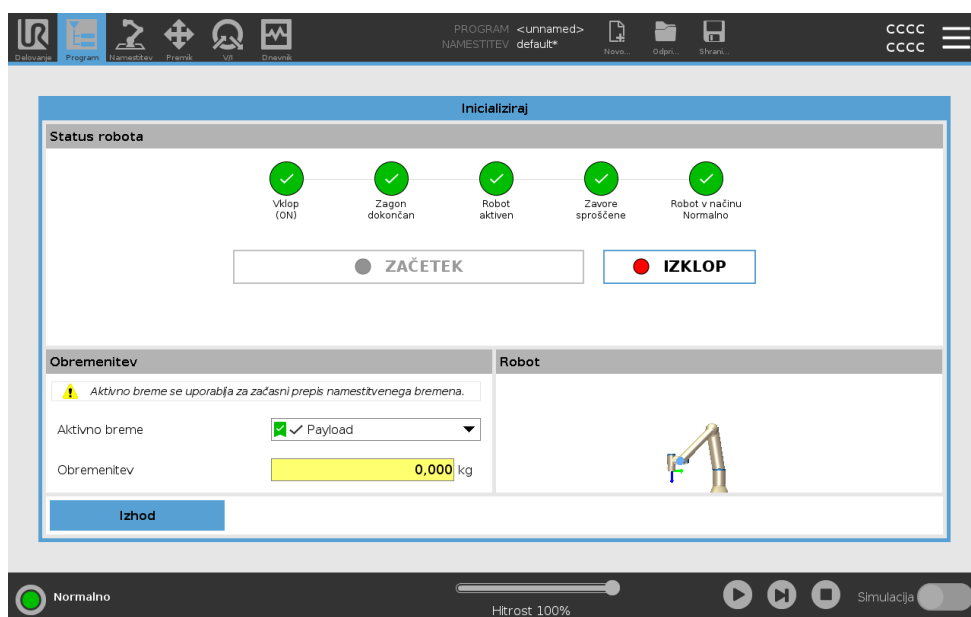 PROGRAM <unnamed>
NAMESTITEV default*
cccc
cccc
Delovanje Program Namestitev Premik V/I Dnevnik Novo... Odpri... Shrani...
Inicializiraj
Status robota
Vklop
(ON)
Zagon
dokončan
Robot
aktiven
Zavore
sproščene
Robot v načinu
Normalno
ZAČETEK
IZKLOP
Obremenitev
Robot
Aktivno breme se uporablja za začasni prepis namestitvenega bremena.
Aktivno breme
Payload
Obremenitev
0,000 kg
Izhod
Normalno
Hitrost 100%
Simulacija